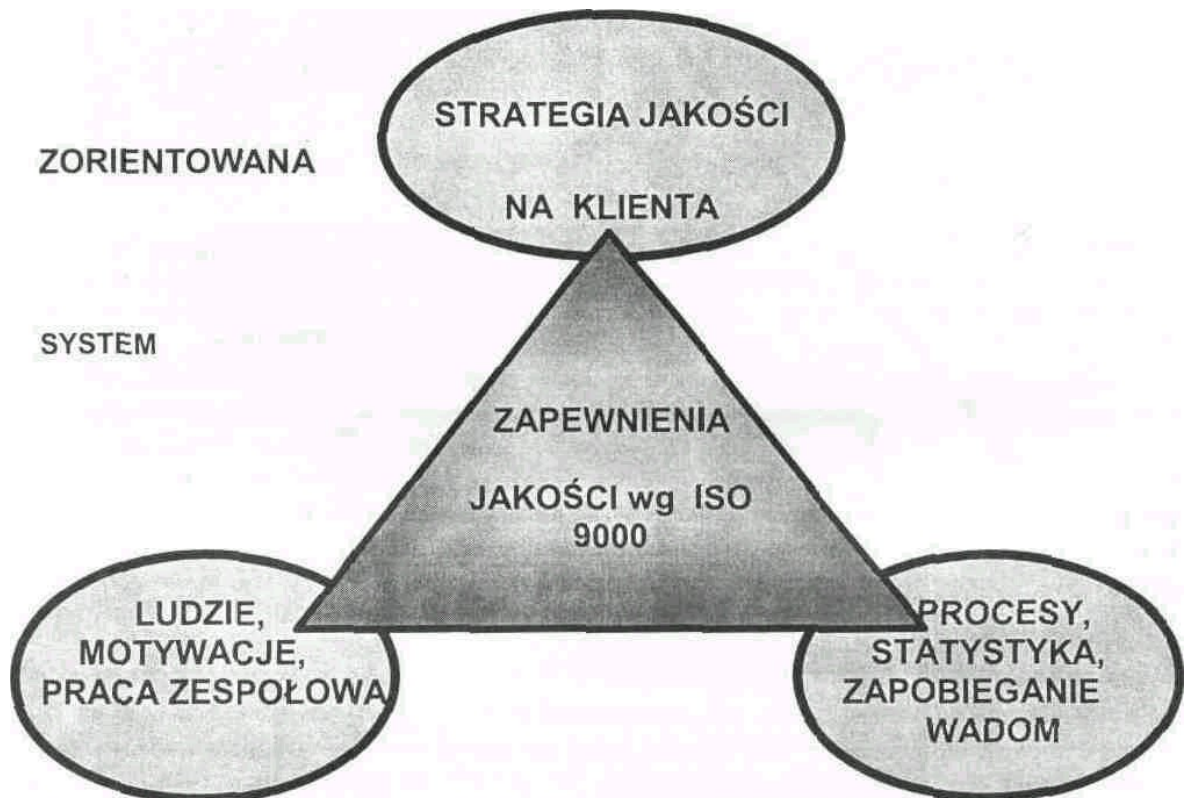 STRATEGIA JAKOŚCI
ZORIENTOWANA
NA KLIENTA
SYSTEM
ZAPEWNIENIA
JAKOŚCI wg ISO
9000
LUDZIE,
MOTYWACJE,
PRACA ZESPOŁOWA
PROCESY,
STATYSTYKA,
ZAPOBIEGANIE
WADOM